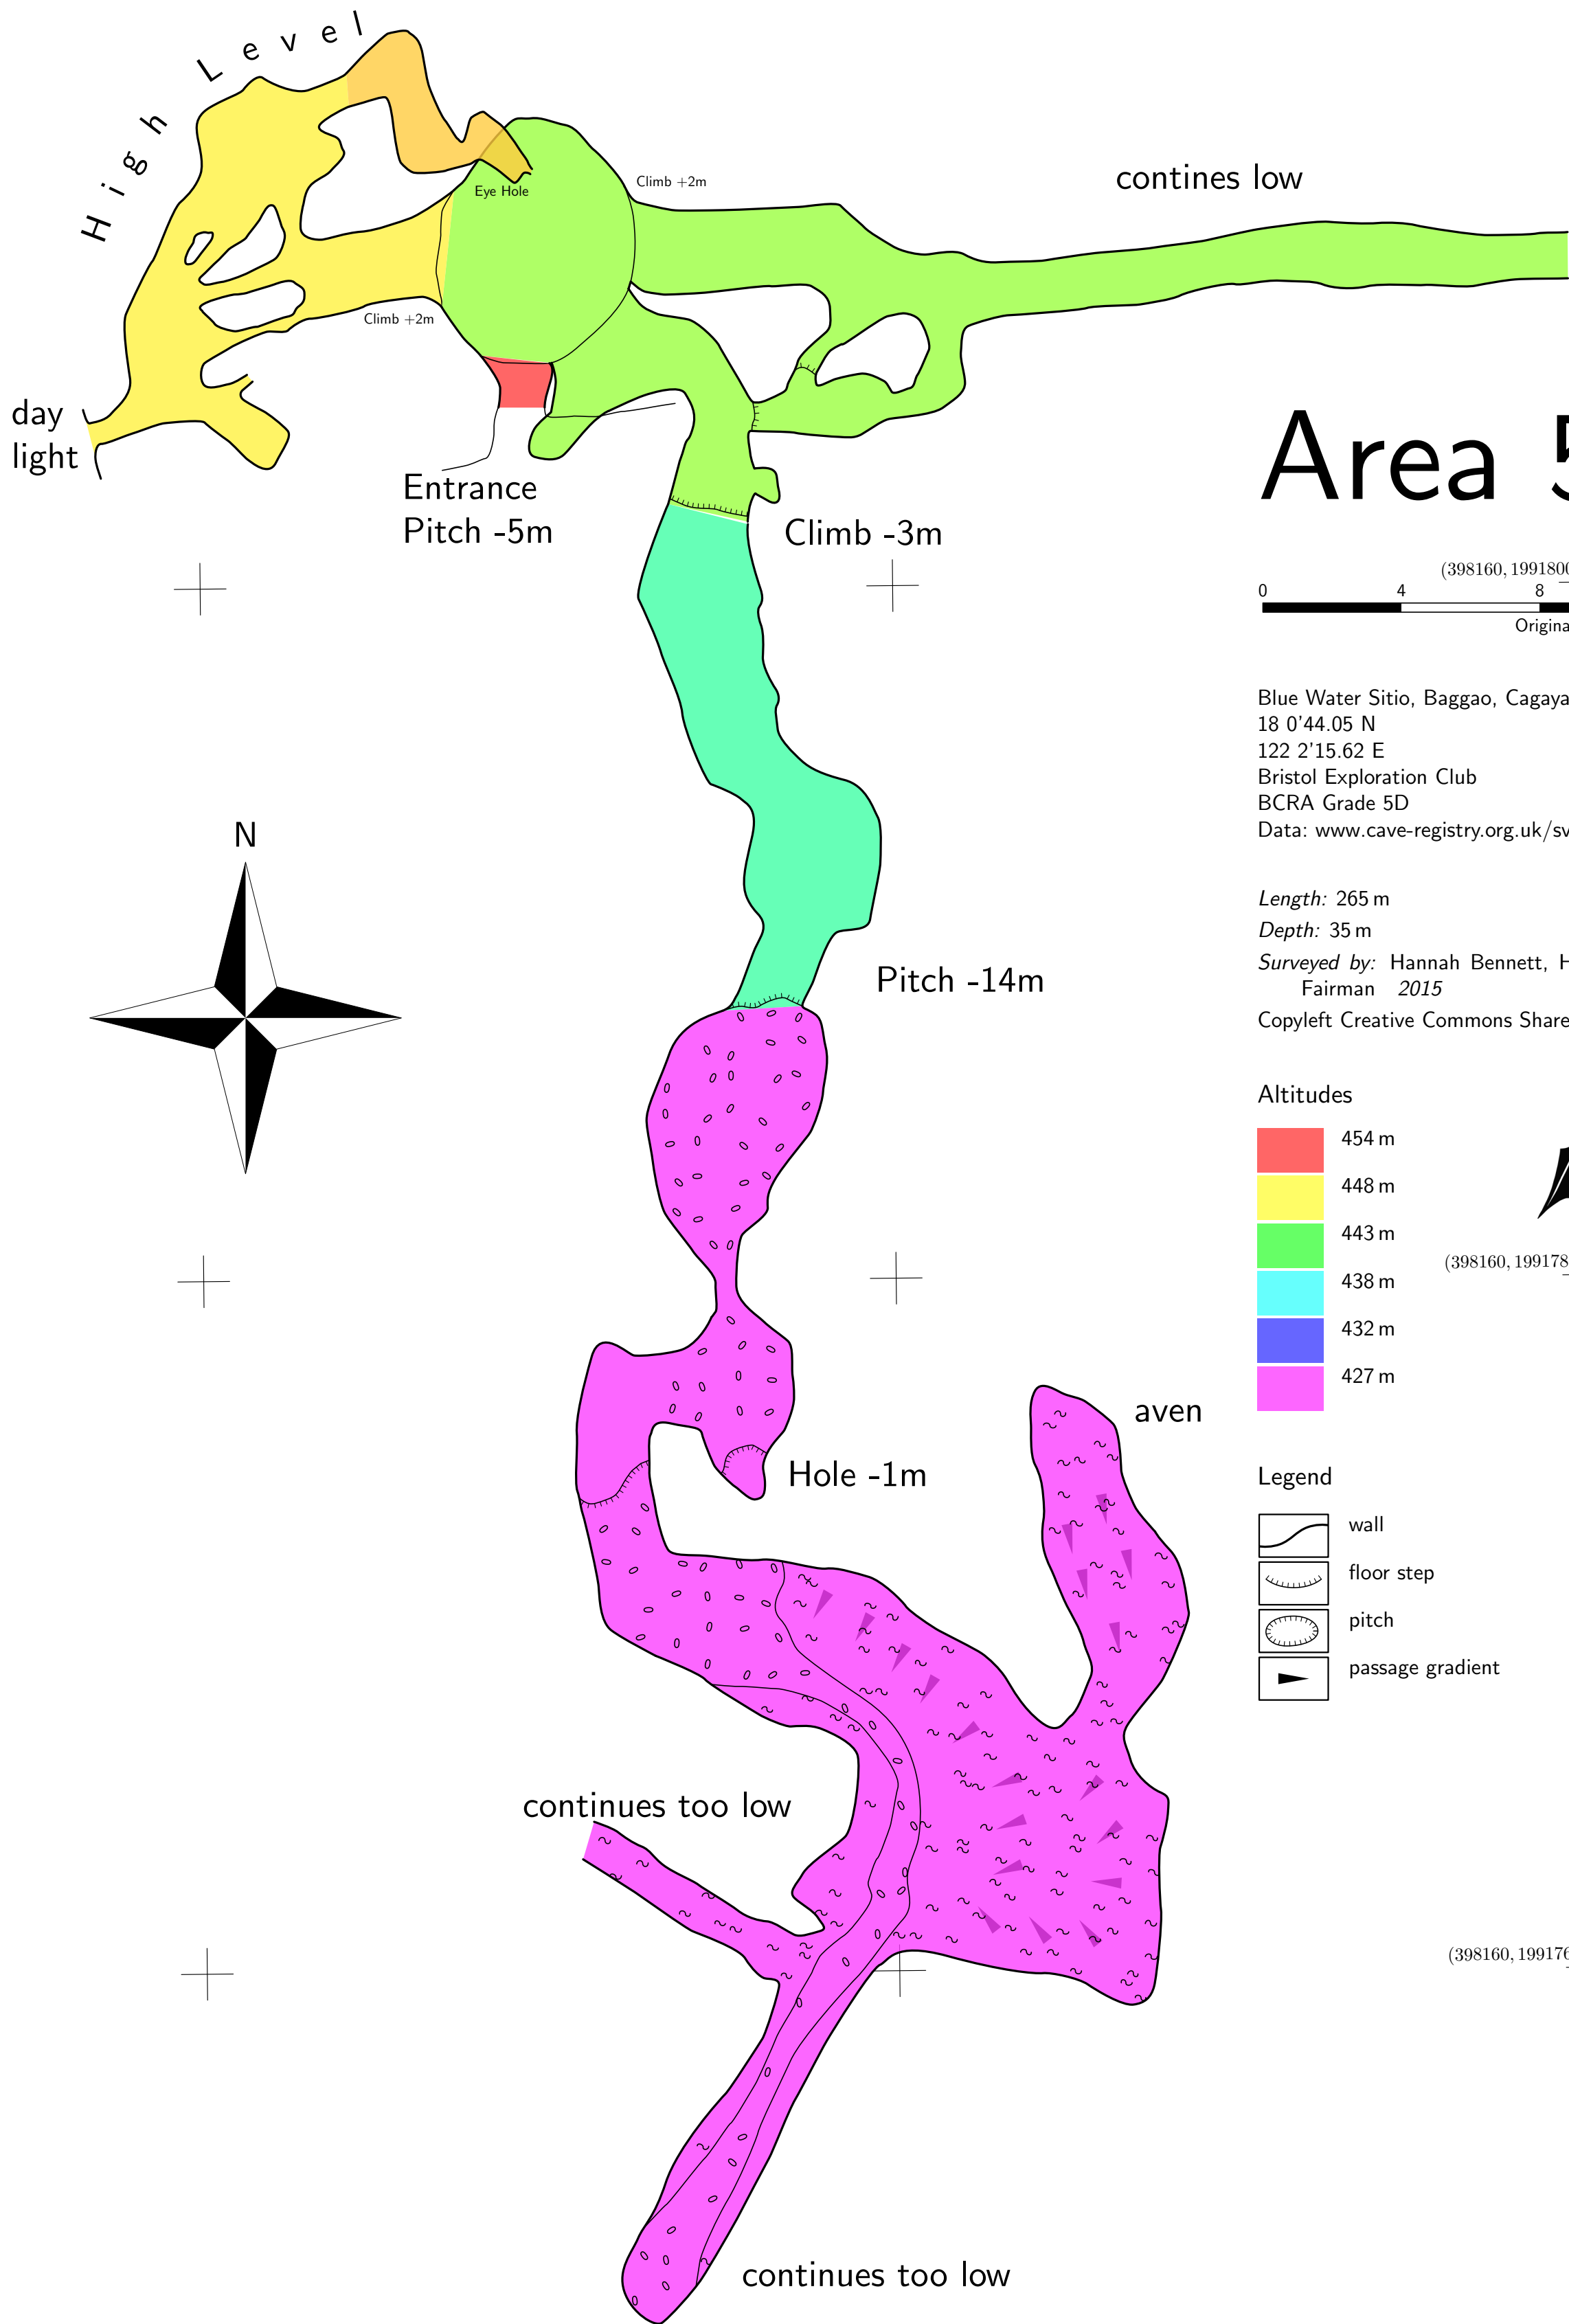 High Level
Eye Hole
Climb +2m
contines low
Climb +2m
day
light
Entrance
Pitch -5m
Climb -3m
Area 5
(398160, 1991800
0 4 8
Origina
Blue Water Sitio, Baggao, Cagaya
18 0'44.05 N
122 2'15.62 E
Bristol Exploration Club
BCRA Grade 5D
Data: www.cave-registry.org.uk/sv
N
Length: 265 m
Depth: 35 m
Surveyed by: Hannah Bennett, H
Fairman 2015
Copyleft Creative Commons Share
Pitch -14m
Altitudes
454 m
448 m
443 m
438 m
432 m
427 m
(398160, 199178
aven
Hole -1m
Legend
wall
floor step
pitch
passage gradient
continues too low
(398160, 199176
continues too low